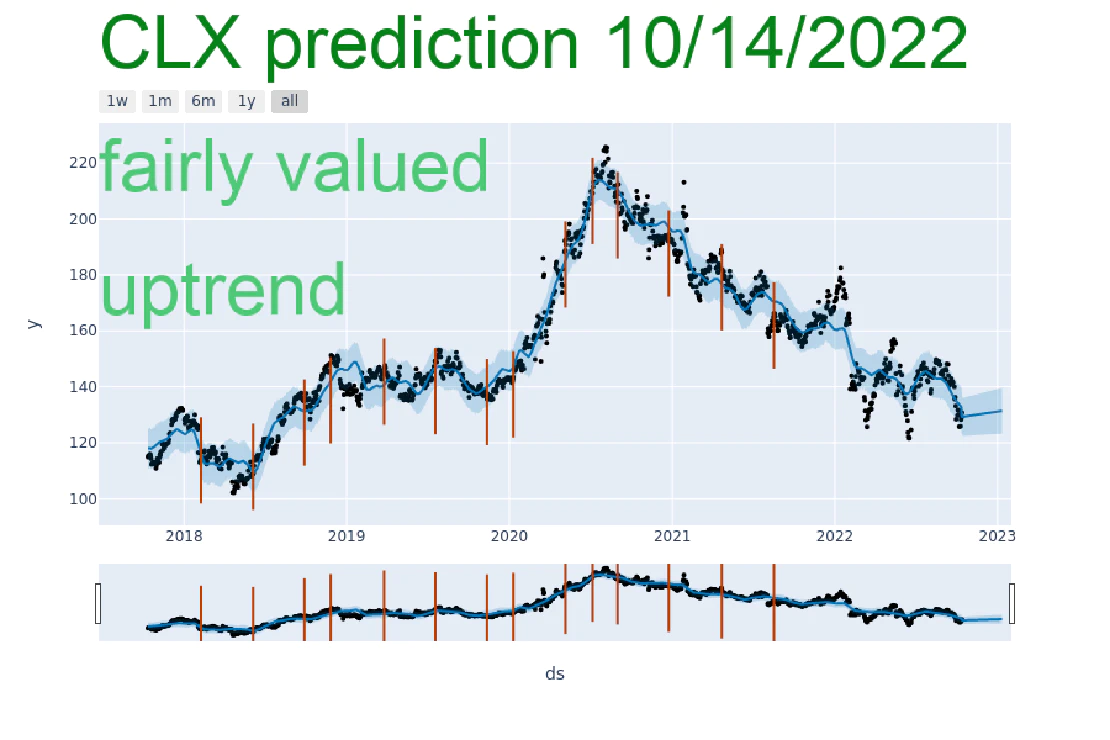 CLX prediction 10/14/2022
1w 1m 6m 1y all
fairly valued
uptrend
y
220
200
180
160
140
120
100
2018 2019 2020 2021 2022 2023
ds